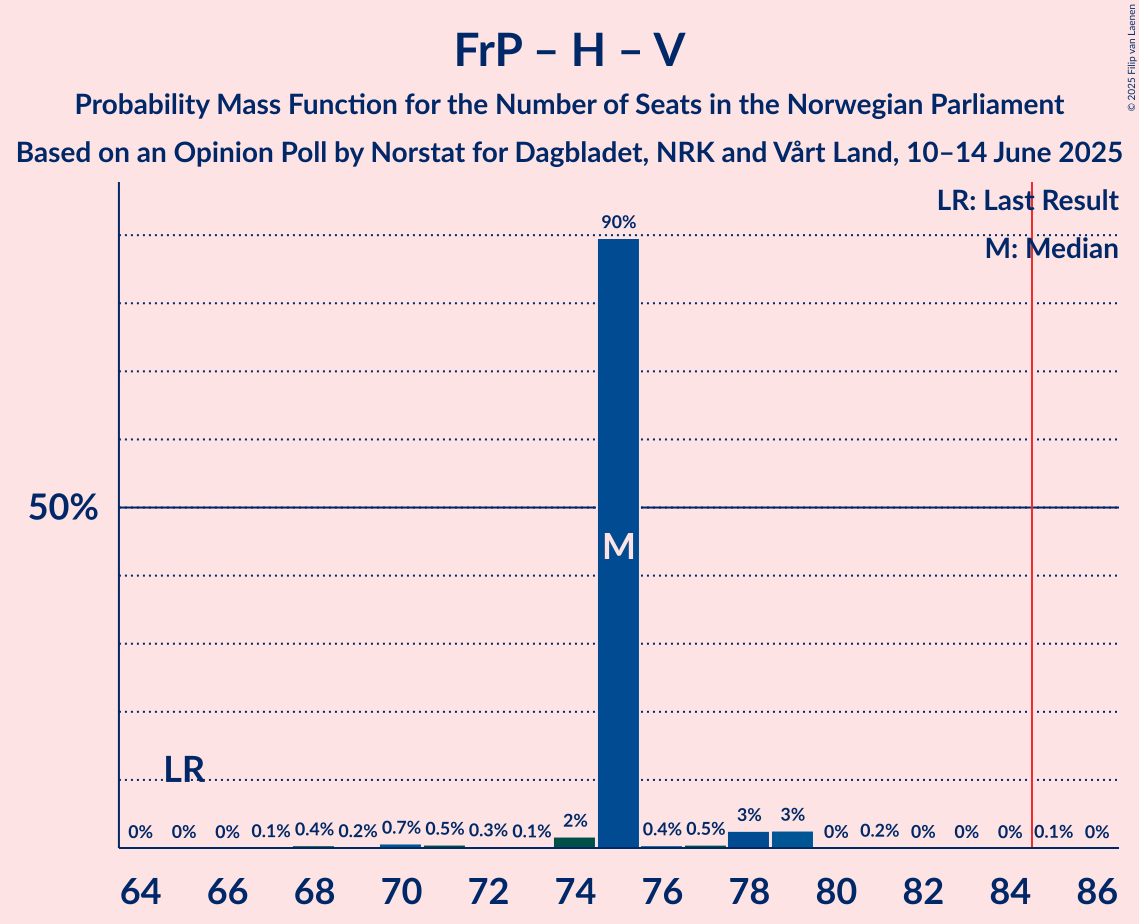 FrP – H – V
Probability Mass Function for the Number of Seats in the Norwegian Parliament
Based on an Opinion Poll by Norstat for Dagbladet, NRK and Vårt Land, 10–14 June 2025
© 2025 Filip van Laenen
LR: Last Result
M: Median
90%
50%
M
LR
0% 0% 0% 0.1% 0.4% 0.2% 0.7% 0.5% 0.3% 0.1% 2% 0.4% 0.5% 3% 3% 0% 0.2% 0% 0% 0% 0.1% 0%
64 66 68 70 72 74 76 78 80 82 84 86